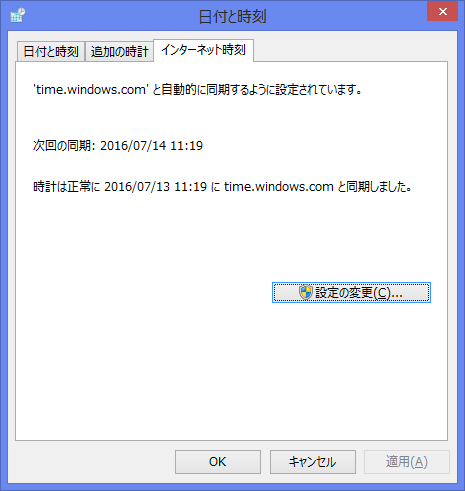 日付と時刻
日付と時刻 追加の時計 インターネット時刻
'time.windows.com' と自動的に同期するように設定されています。
次回の同期: 2016/07/14 11:19
時計は正常に 2016/07/13 11:19 に time.windows.com と同期しました。
設定の変更(C)...
OK キャンセル 適用(A)